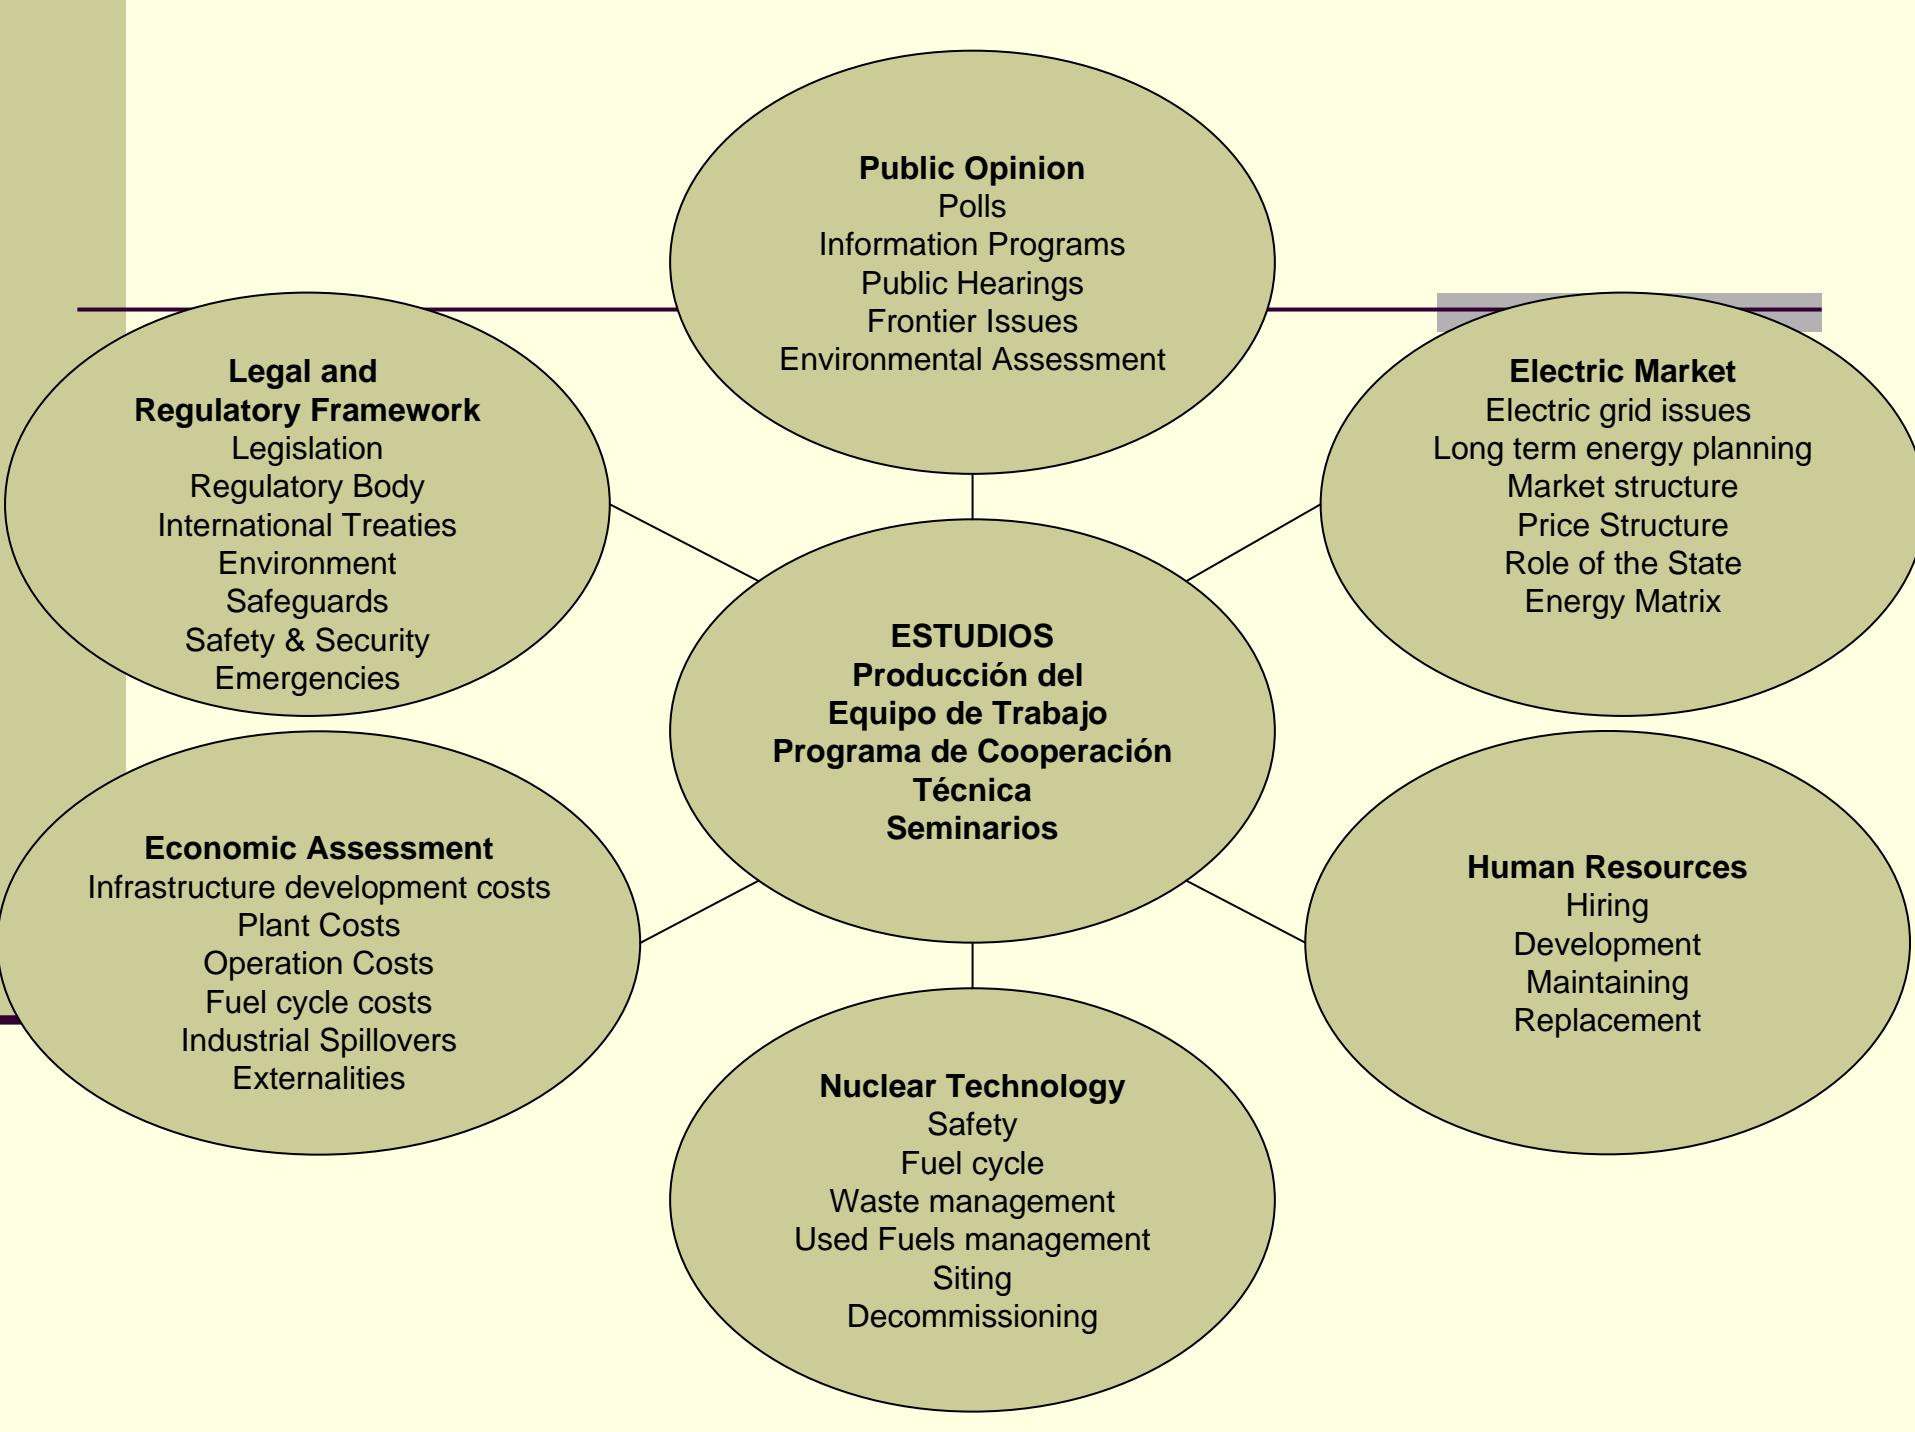 Public Opinion
Polls
Information Programs
Public Hearings
Frontier Issues
Environmental Assessment
Legal and
Regulatory Framework
Legislation
Regulatory Body
International Treaties
Environment
Safeguards
Safety & Security
Emergencies
Electric Market
Electric grid issues
Long term energy planning
Market structure
Price Structure
Role of the State
Energy Matrix
ESTUDIOS
Producción del
Equipo de Trabajo
Programa de Cooperación
Técnica
Seminarios
Economic Assessment
Infrastructure development costs
Plant Costs
Operation Costs
Fuel cycle costs
Industrial Spillovers
Externalities
Human Resources
Hiring
Development
Maintaining
Replacement
Nuclear Technology
Safety
Fuel cycle
Waste management
Used Fuels management
Siting
Decommissioning